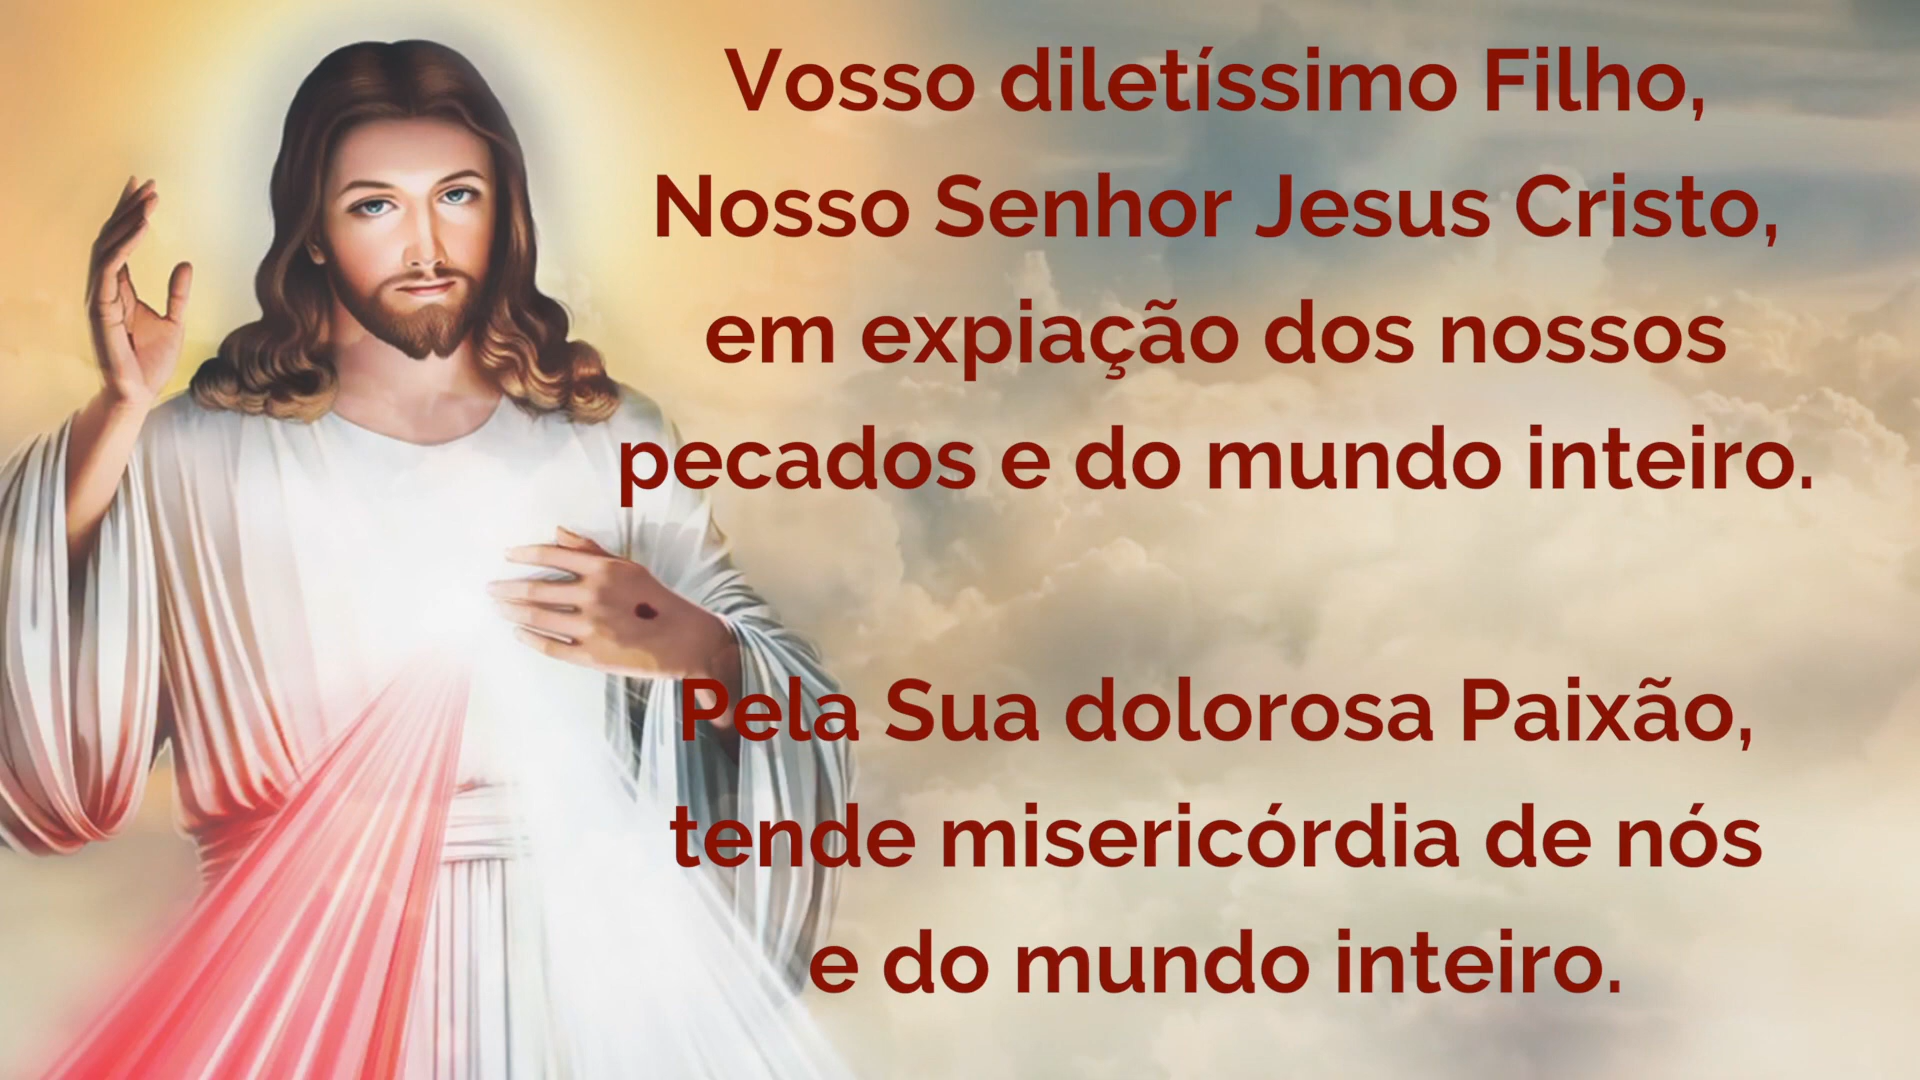 Vosso diletíssimo Filho,
Nosso Senhor Jesus Cristo,
em expiação dos nossos
pecados e do mundo inteiro.
Pela Sua dolorosa Paixão,
tende misericórdia de nós
e do mundo inteiro.